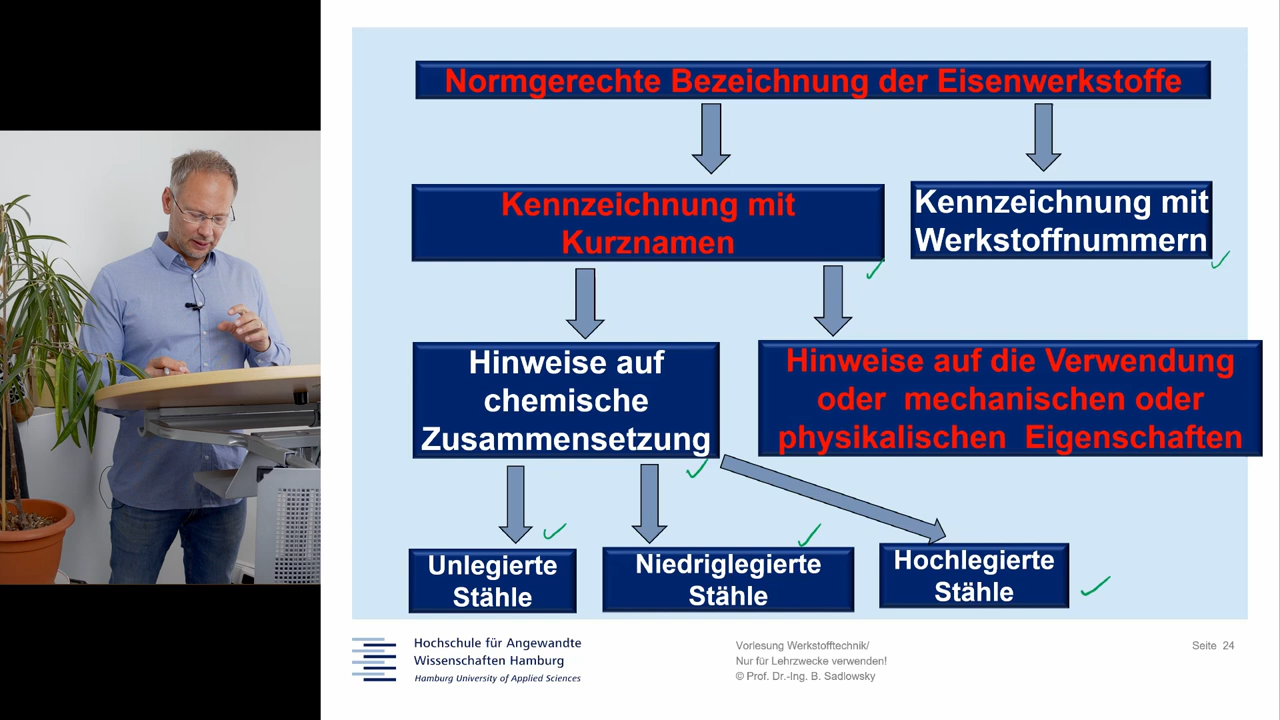 Normgerechte Bezeichnung der Eisenwerkstoffe
Kennzeichnung mit
Kurznamen
Kennzeichnung mit
Werkstoffnummern
Hinweise auf
chemische
Zusammensetzung
Hinweise auf die Verwendung
oder mechanischen oder
physikalischen Eigenschaften
Unlegierte
Stähle
Niedriglegierte
Stähle
Hochlegierte
Stähle
Hochschule für Angewandte
Wissenschaften Hamburg
Hamburg University of Applied Sciences
Vorlesung Werkstofftechnik/
Nur für Lehrzwecke verwenden!
© Prof. Dr.-Ing. B. Sadlowsky
Seite 24